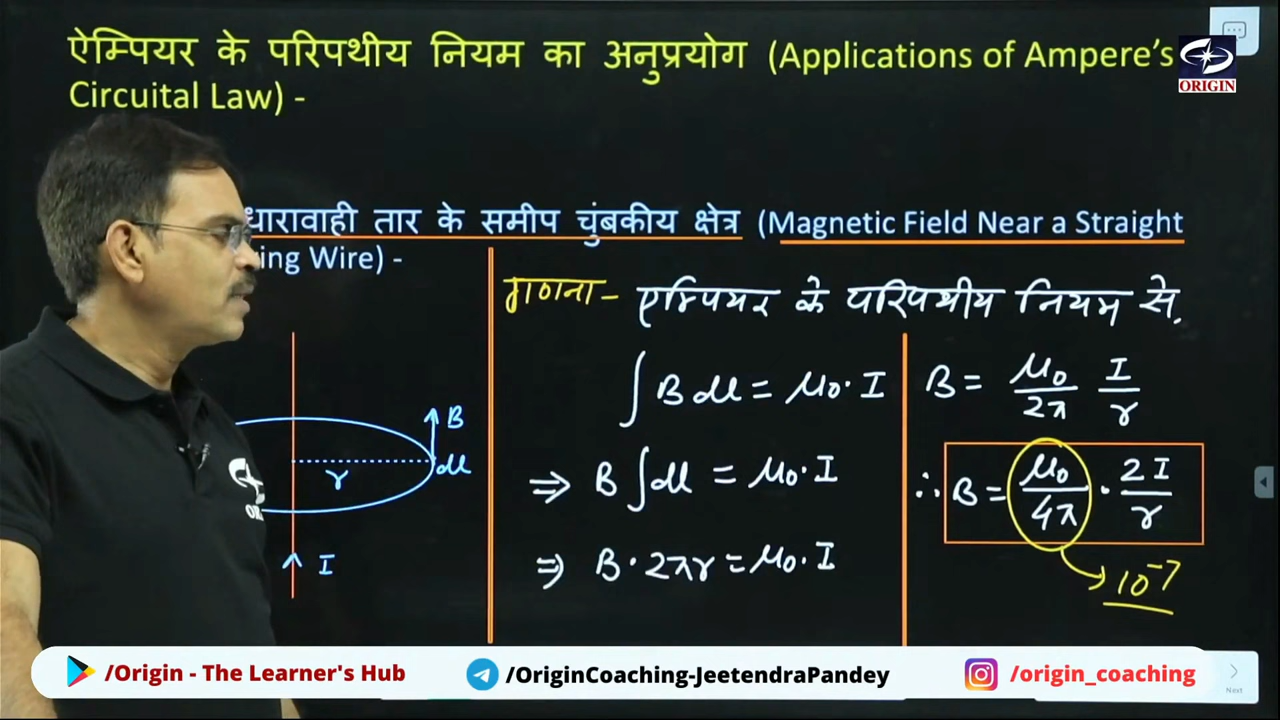 ऐम्पियर के परिपथीय नियम का अनुप्रयोग (Applications of Ampere's
Circuital Law) -
ORIGIN
धारावाही तार के समीप चुंबकीय क्षेत्र (Magnetic Field Near a Straight
ing Wire) -
गणना - एम्पियर के परिपथीय नियम से.
∫ B dl = μ₀ · I
⇒ B ∫ dl = μ₀ · I
⇒ B · 2πr = μ₀ · I
B = μ₀/2π I/r
∴ B = μ₀/4π · 2I/r
10⁻⁷
B
r
dl
I
/Origin - The Learner's Hub
/OriginCoaching-JeetendraPandey
/origin_coaching
Next